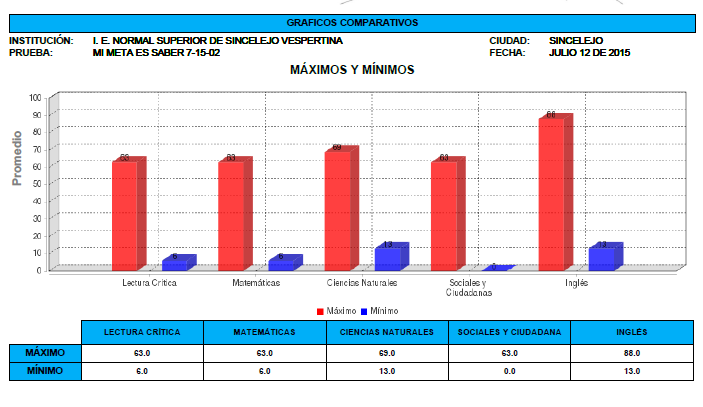 GRAFICOS COMPARATIVOS
INSTITUCIÓN: I. E. NORMAL SUPERIOR DE SINCELEJO VESPERTINA CIUDAD: SINCELEJO
PRUEBA: MI META ES SABER 7-15-02 FECHA: JULIO 12 DE 2015
MÁXIMOS Y MÍNIMOS
Promedio
100
90
80
70
60
50
40
30
20
10
0
63 6 63 6 69 13 63 0 88 13
Lectura Crítica Matemáticas Ciencias Naturales Sociales y Inglés
Ciudadanas
Máximo Mínimo
LECTURA CRÍTICA MATEMÁTICAS CIENCIAS NATURALES SOCIALES Y CIUDADANA INGLÉS
MÁXIMO 63.0 63.0 69.0 63.0 88.0
MÍNIMO 6.0 6.0 13.0 0.0 13.0